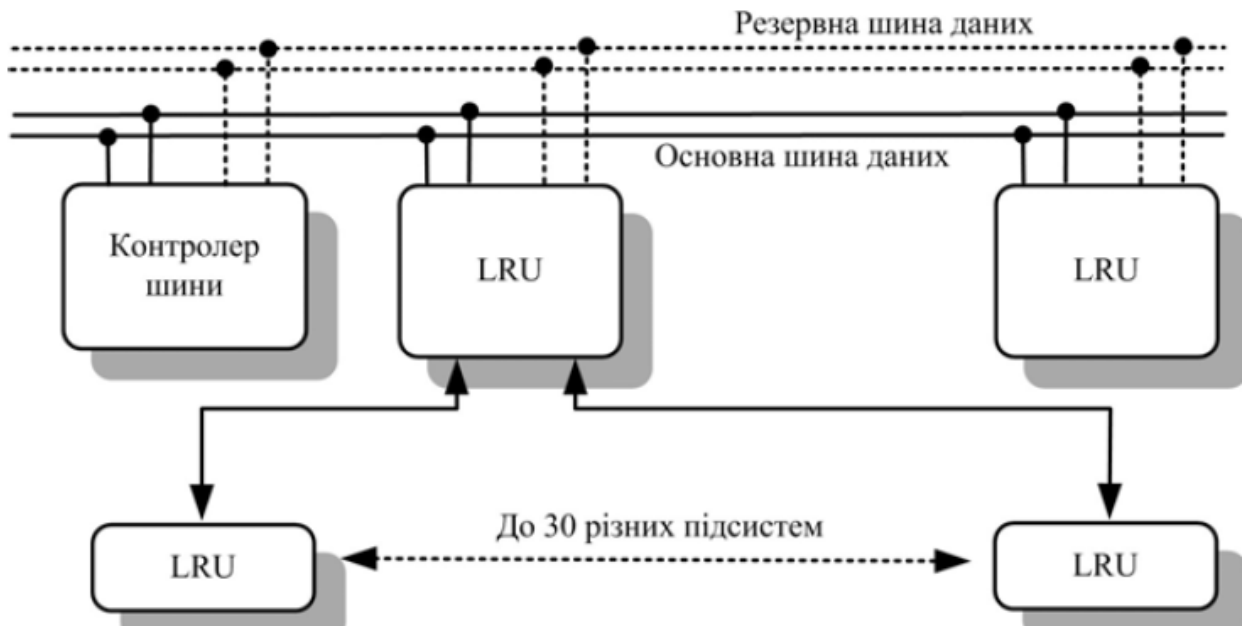 Резервна шина даних
Основна шина даних
Контролер
шини
LRU
LRU
До 30 різних підсистем
LRU
LRU